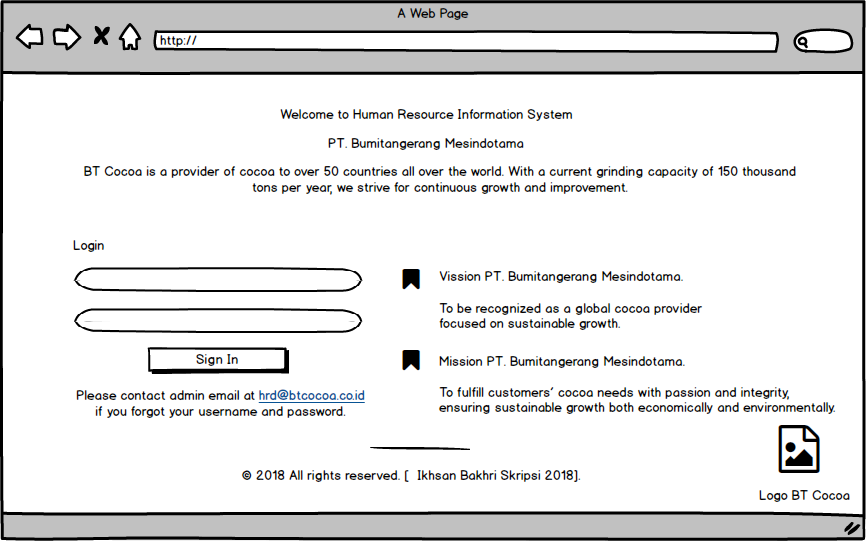 A Web Page
http://
Welcome to Human Resource Information System
PT. Bumitangerang Mesindotama
BT Cocoa is a provider of cocoa to over 50 countries all over the world. With a current grinding capacity of 150 thousand
tons per year, we strive for continuous growth and improvement.
Login
Sign In
Please contact admin email at hrd@btcocoa.co.id
if you forgot your username and password.
Vission PT. Bumitangerang Mesindotama.
To be recognized as a global cocoa provider
focused on sustainable growth.
Mission PT. Bumitangerang Mesindotama.
To fulfill customers' cocoa needs with passion and integrity,
ensuring sustainable growth both economically and environmentally.
© 2018 All rights reserved. [  Ikhsan Bakhri Skripsi 2018].
Logo BT Cocoa